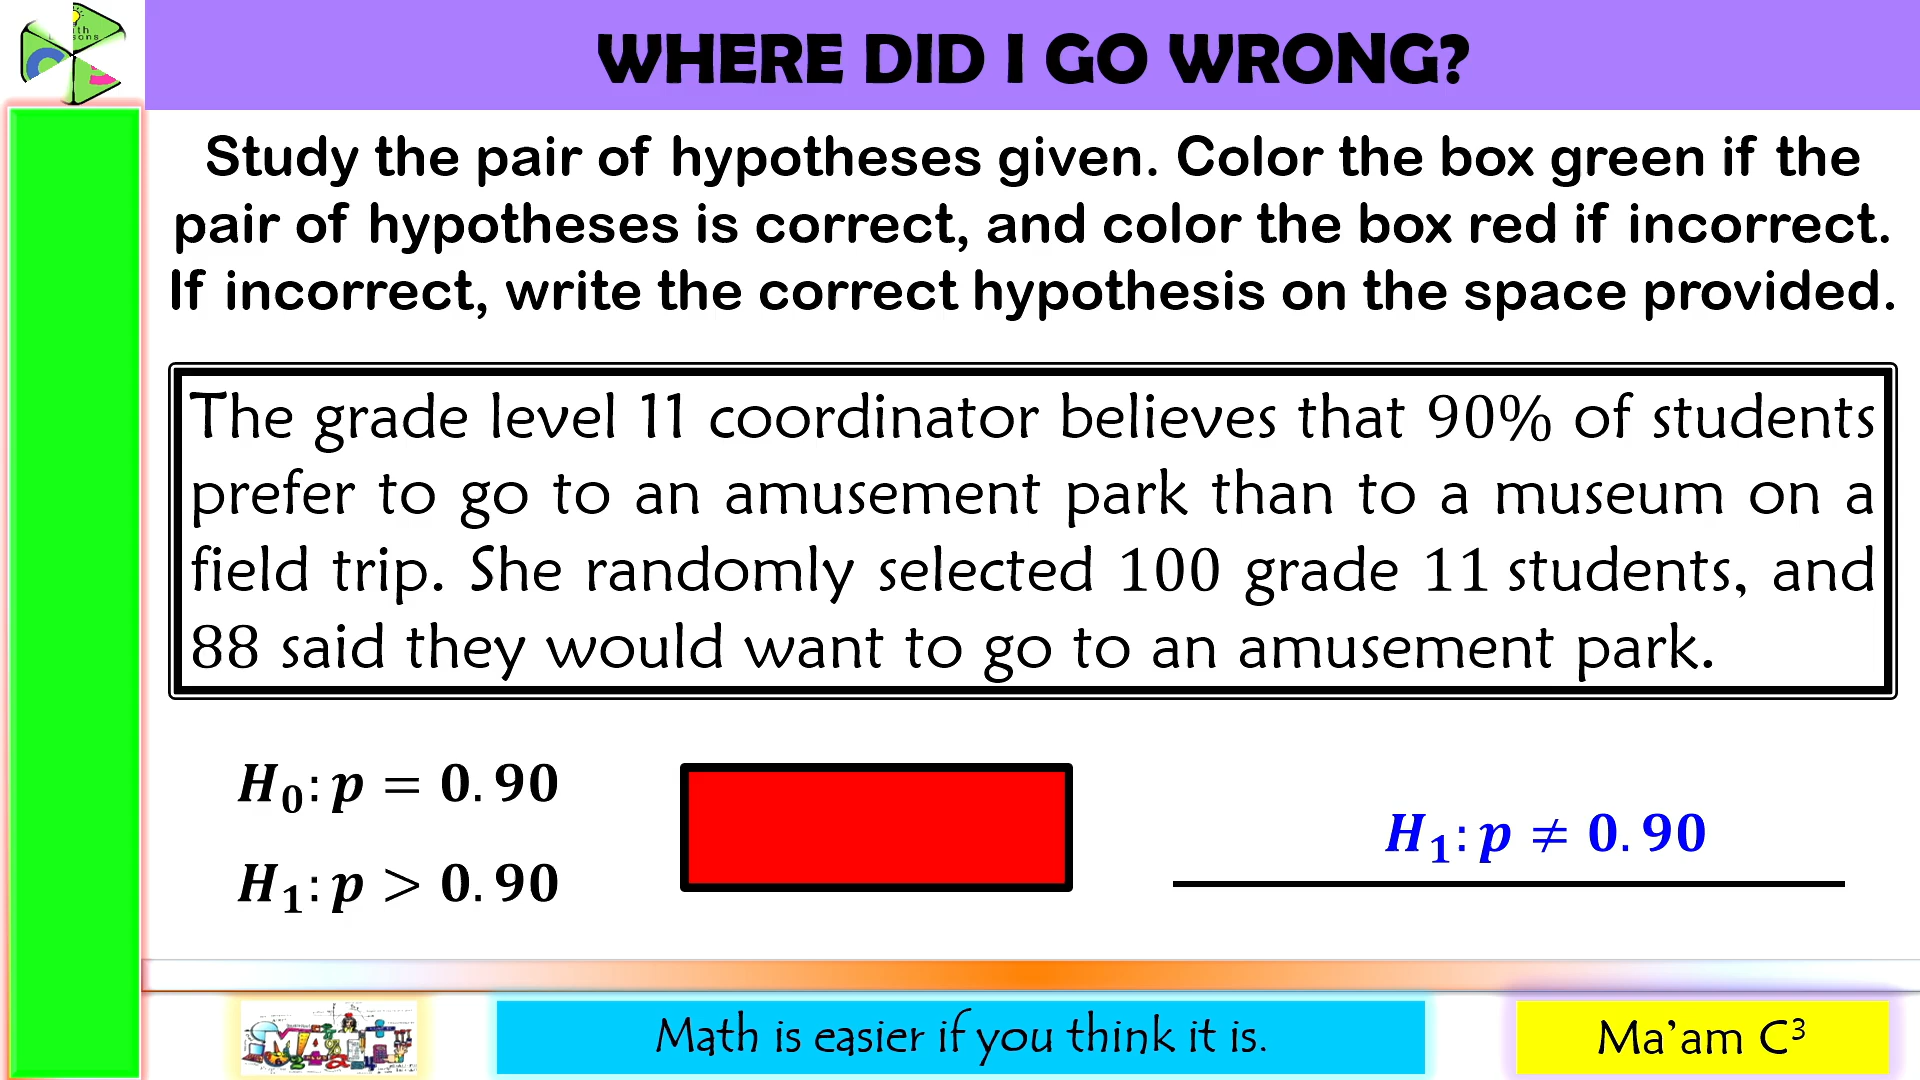 WHERE DID I GO WRONG?
Study the pair of hypotheses given. Color the box green if the
pair of hypotheses is correct, and color the box red if incorrect.
If incorrect, write the correct hypothesis on the space provided.
The grade level 11 coordinator believes that 90% of students
prefer to go to an amusement park than to a museum on a
field trip. She randomly selected 100 grade 11 students, and
88 said they would want to go to an amusement park.
H₀: p = 0.90
H₁: p > 0.90
H₁: p ≠ 0.90
MATH
Math is easier if you think it is.
Ma’am C³